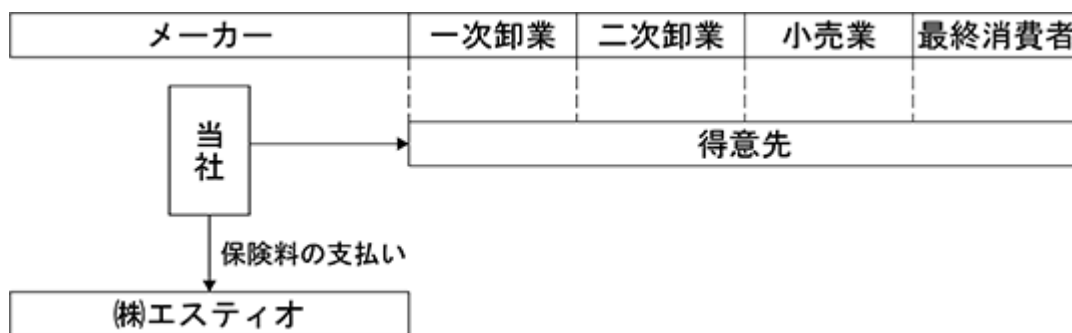 メーカー
一次卸業
二次卸業
小売業
最終消費者
当社
得意先
保険料の支払い
㈱エスティオ